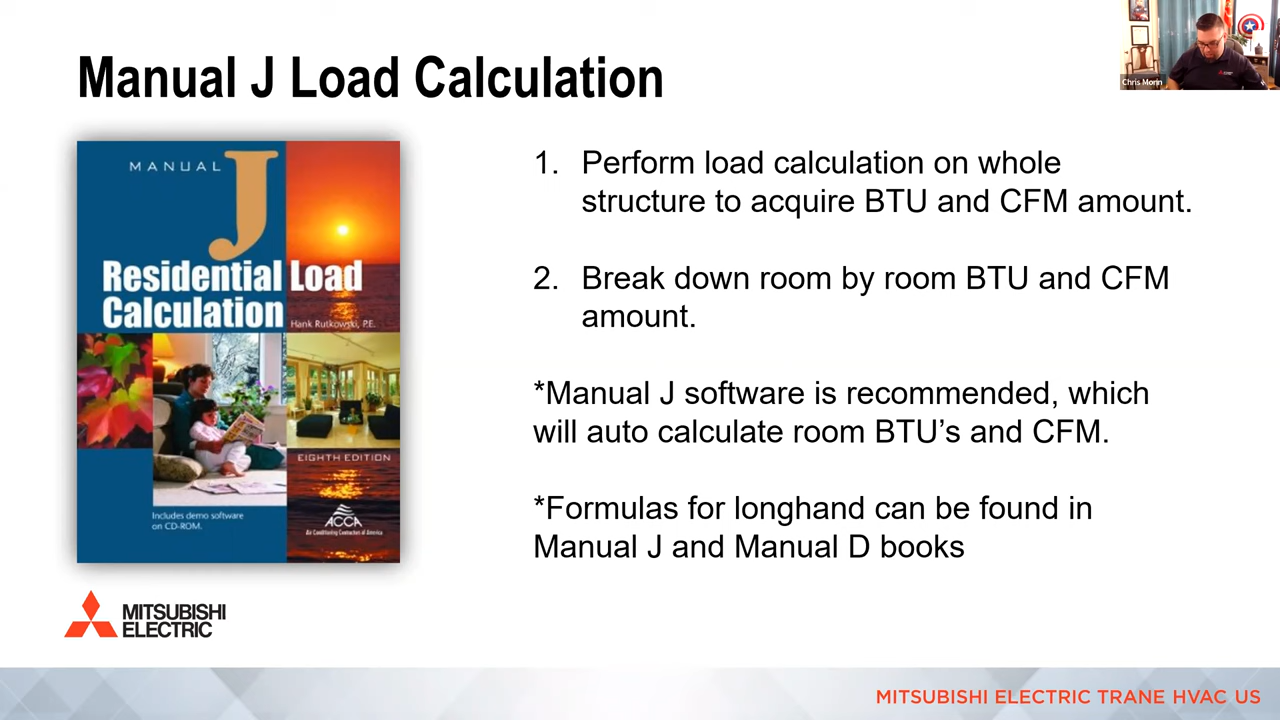 Manual J Load Calculation
Chris Morin
MANUAL J
Residential Load
Calculation
Hank Rutkowski, P.E.
EIGHTH EDITION
Includes demo software
on CD-ROM.
ACCA
Air Conditioning Contractors of America
1. Perform load calculation on whole
structure to acquire BTU and CFM amount.
2. Break down room by room BTU and CFM
amount.
*Manual J software is recommended, which
will auto calculate room BTU’s and CFM.
*Formulas for longhand can be found in
Manual J and Manual D books
MITSUBISHI
ELECTRIC
MITSUBISHI ELECTRIC TRANE HVAC US